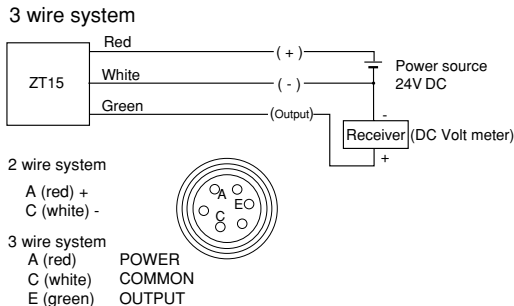 3 wire system
Red
( + )
Power source
24V DC
ZT15
White
( - )
Green
(Output)
-
Receiver (DC Volt meter)
+
2 wire system
A (red) +
C (white) -
A
E
C
3 wire system
A (red) POWER
C (white) COMMON
E (green) OUTPUT